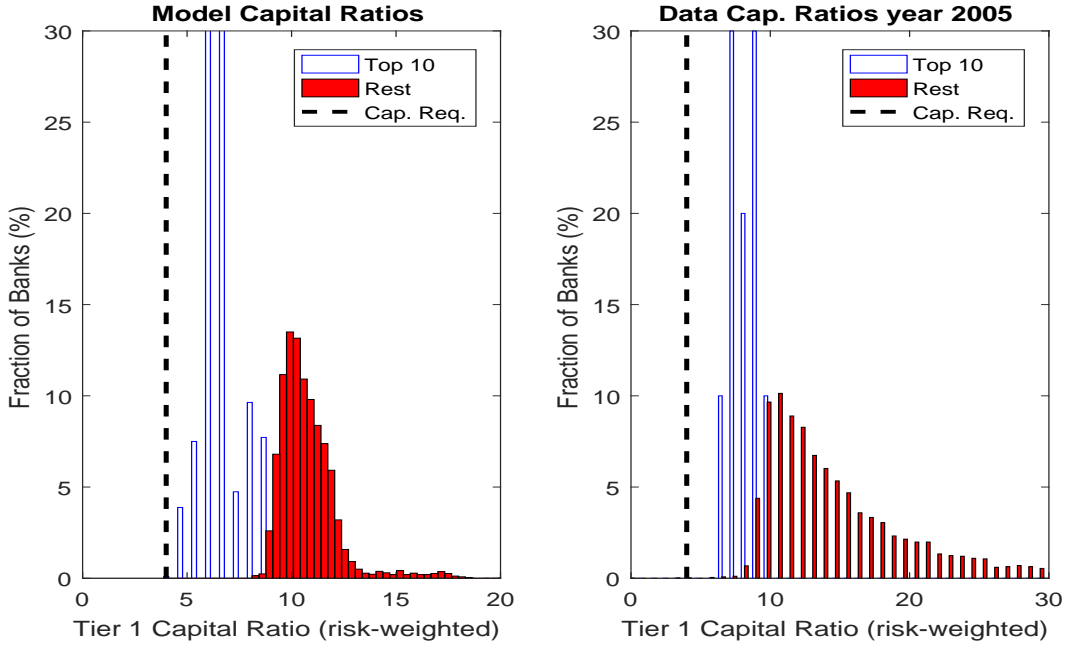 Model Capital Ratios
30
25
20
15
10
5
0
0 5 10 15 20
Fraction of Banks (%)
Tier 1 Capital Ratio (risk-weighted)
Top 10
Rest
Cap. Req.
Data Cap. Ratios year 2005
30
25
20
15
10
5
0
0 10 20 30
Fraction of Banks (%)
Tier 1 Capital Ratio (risk-weighted)
Top 10
Rest
Cap. Req.